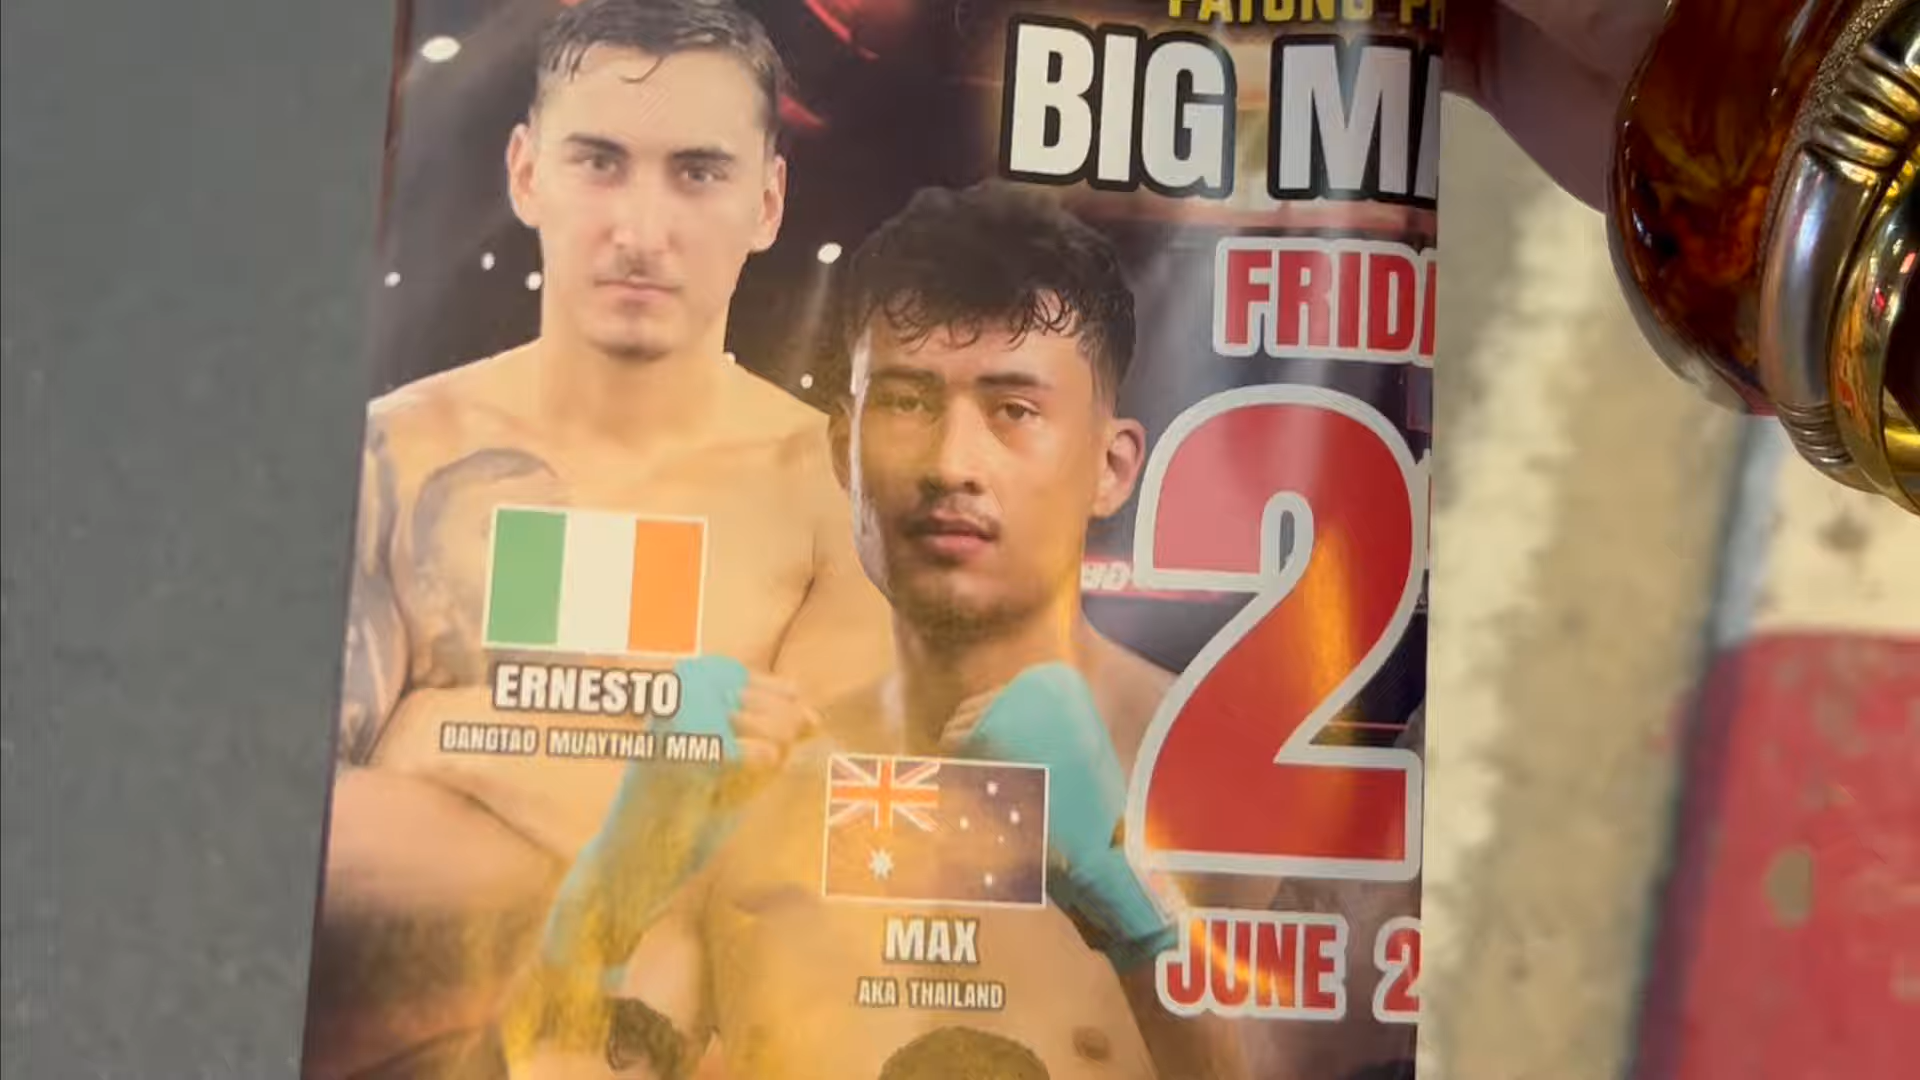 BIG
FRID
2
ERNESTO
BANGTAO MUAYTHAI MMA
MAX
AKA THAILAND
JUNE 2